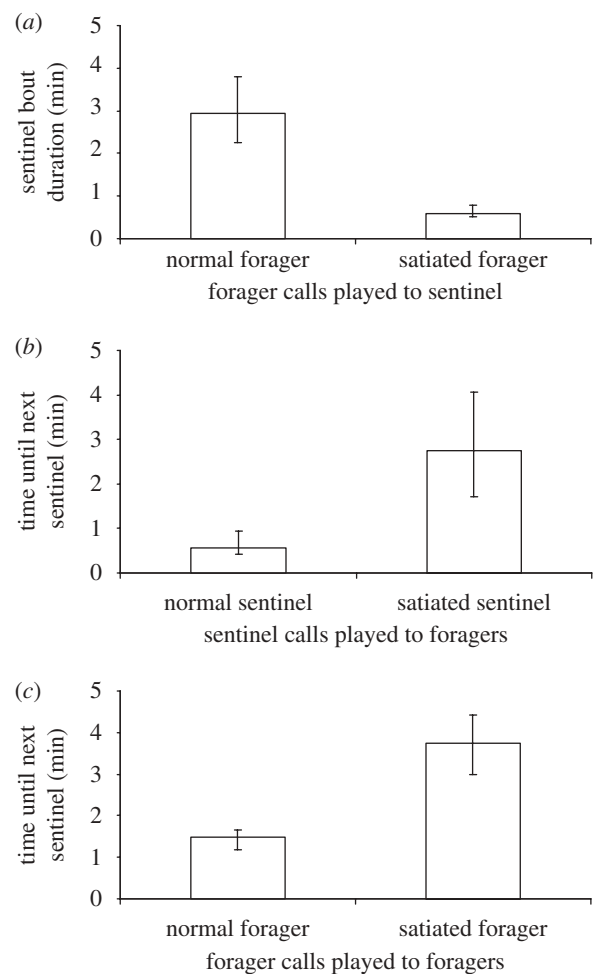 (a)
sentinel bout
duration (min)
5
4
3
2
1
0
normal forager satiated forager
forager calls played to sentinel
(b)
time until next
sentinel (min)
5
4
3
2
1
0
normal sentinel satiated sentinel
sentinel calls played to foragers
(c)
time until next
sentinel (min)
5
4
3
2
1
0
normal forager satiated forager
forager calls played to foragers